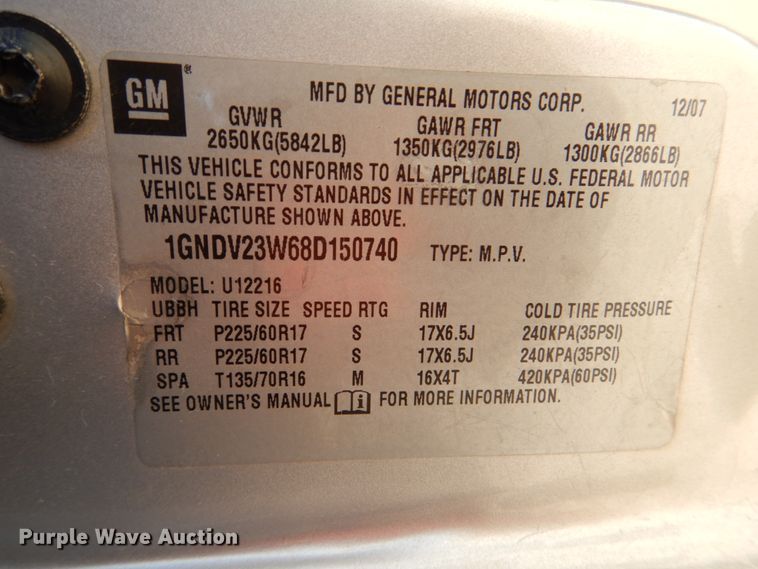 GM ® MFD BY GENERAL MOTORS CORP. 12/07
GVWR GAWR FRT GAWR RR
2650KG(5842LB) 1350KG(2976LB) 1300KG(2866LB)
THIS VEHICLE CONFORMS TO ALL APPLICABLE U.S. FEDERAL MOTOR
VEHICLE SAFETY STANDARDS IN EFFECT ON THE DATE OF
MANUFACTURE SHOWN ABOVE.
1GNDV23W68D150740 TYPE: M.P.V.
MODEL: U12216
UBBH TIRE SIZE SPEED RTG RIM COLD TIRE PRESSURE
FRT P225/60R17 S 17X6.5J 240KPA(35PSI)
RR P225/60R17 S 17X6.5J 240KPA(35PSI)
SPA T135/70R16 M 16X4T 420KPA(60PSI)
SEE OWNER'S MANUAL i FOR MORE INFORMATION.
Purple Wave Auction